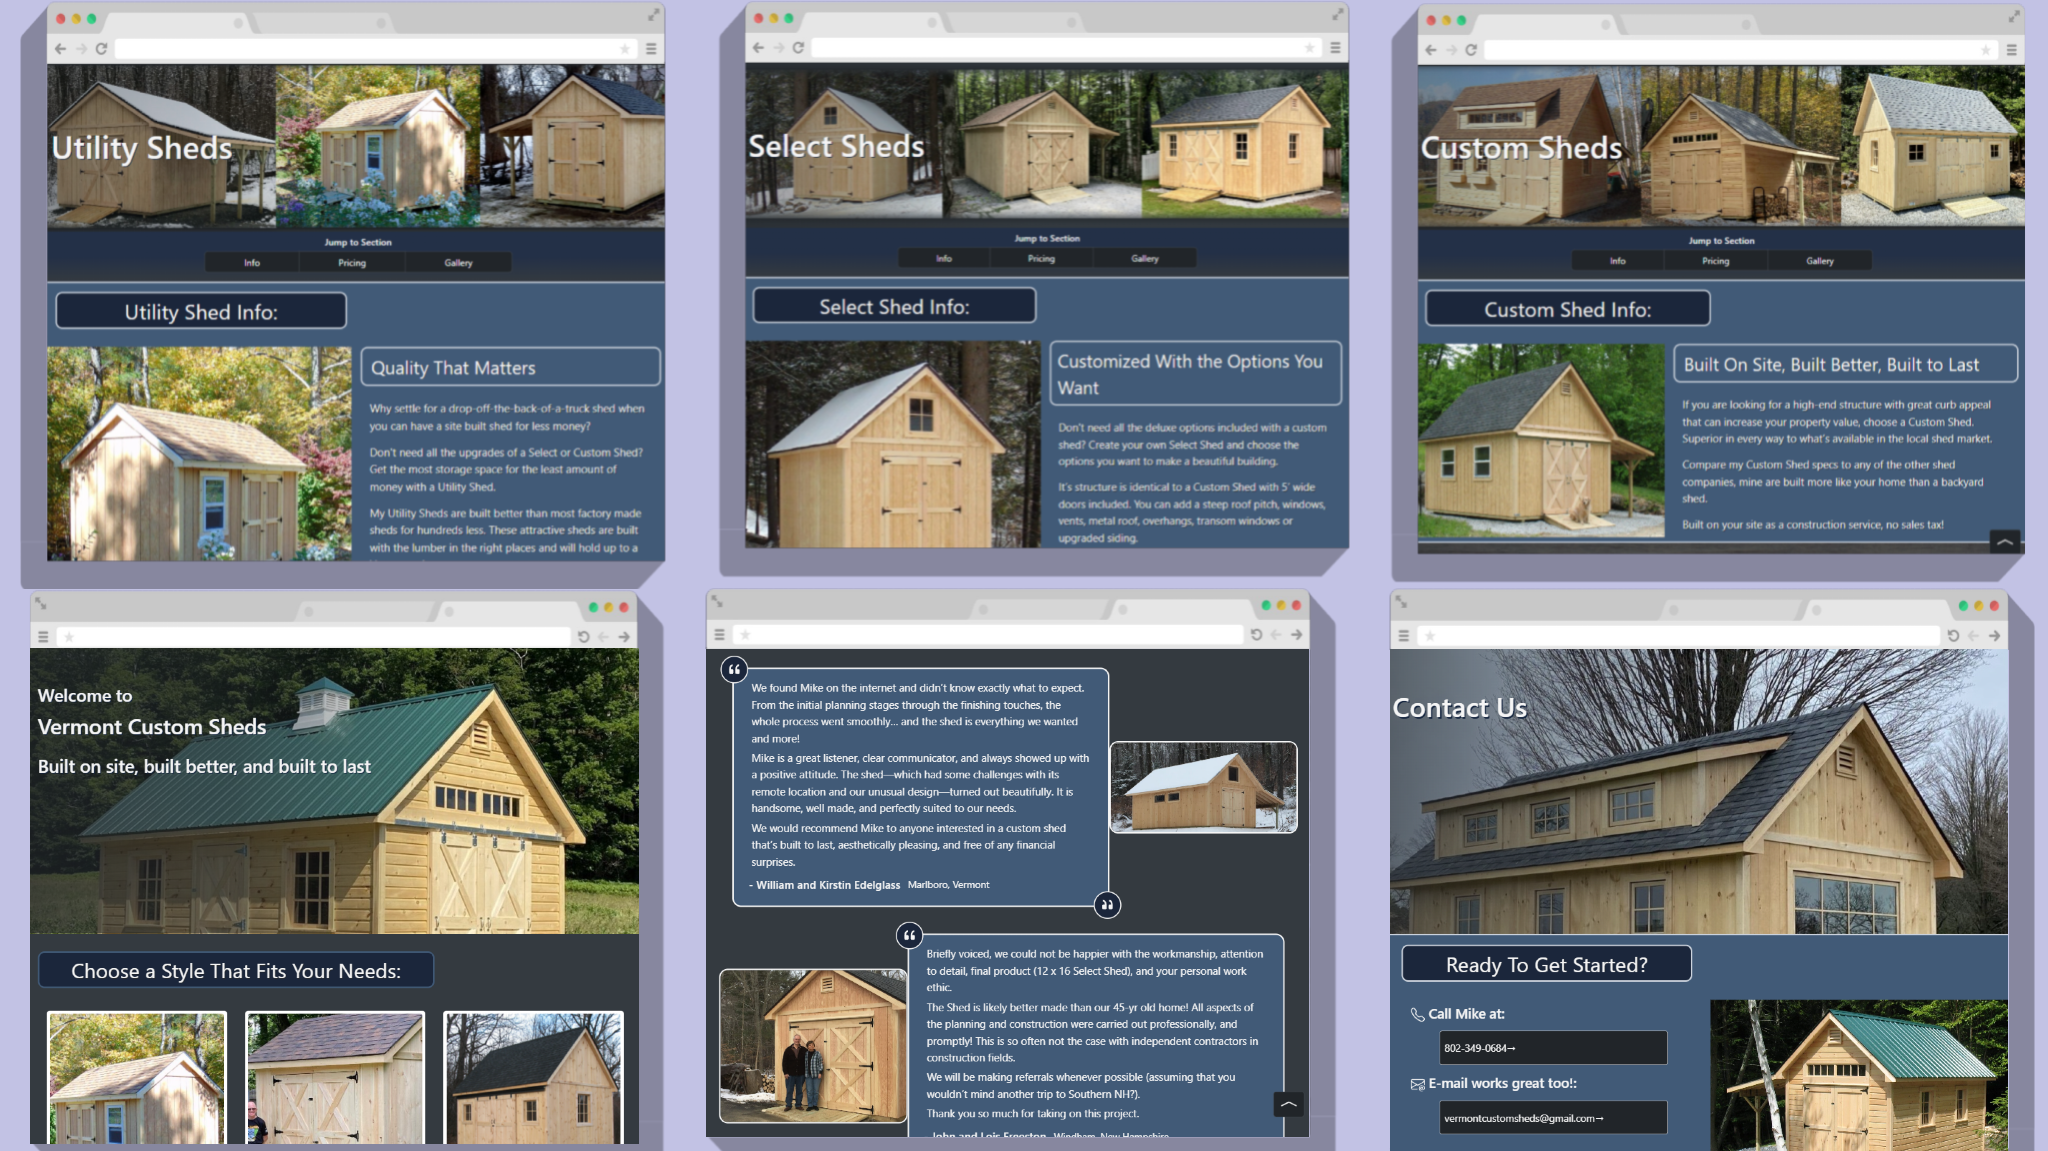 Utility Sheds
Jump to Section
Info
Pricing
Gallery
Utility Shed Info:
Quality That Matters
Why settle for a drop-off-the-back-of-a-truck shed when
you can have a site built shed for less money?
Don't need all the upgrades of a Select or Custom Shed?
Get the most storage space for the least amount of
money with a Utility Shed.
My Utility Sheds are built better than most factory made
sheds for hundreds less. These attractive sheds are built
with the lumber in the right places and will hold up to a
Select Sheds
Jump to Section
Info
Pricing
Gallery
Select Shed Info:
Customized With the Options You
Want
Don't need all the deluxe options included with a custom
shed? Create your own Select Shed and choose the
options you want to make a beautiful building.
It's structure is identical to a Custom Shed with 5' wide
doors included. You can add a steep roof pitch, windows,
vents, metal roof, overhangs, transom windows or
upgraded siding.
Custom Sheds
Jump to Section
Info
Pricing
Gallery
Custom Shed Info:
Built On Site, Built Better, Built to Last
If you are looking for a high-end structure with great curb appeal
that can increase your property value, choose a Custom Shed.
Superior in every way to what's available in the local shed market.
Compare my Custom Shed specs to any of the other shed
companies, mine are built more like your home than a backyard
shed.
Built on your site as a construction service, no sales tax!
Welcome to
Vermont Custom Sheds
Built on site, built better, and built to last
Choose a Style That Fits Your Needs:
We found Mike on the internet and didn't know exactly what to expect.
From the initial planning stages through the finishing touches, the
whole process went smoothly... and the shed is everything we wanted
and more!
Mike is a great listener, clear communicator, and always showed up with
a positive attitude. The shed—which had some challenges with its
remote location and our unusual design—turned out beautifully. It is
handsome, well made, and perfectly suited to our needs.
We would recommend Mike to anyone interested in a custom shed
that's built to last, aesthetically pleasing, and free of any financial
surprises.
- William and Kirstin Edelglass Marlboro, Vermont
Briefly voiced, we could not be happier with the workmanship, attention
to detail, final product (12 x 16 Select Shed), and your personal work
ethic.
The Shed is likely better made than our 45-yr old home! All aspects of
the planning and construction were carried out professionally, and
promptly! This is so often not the case with independent contractors in
construction fields.
We will be making referrals whenever possible (assuming that you
wouldn't mind another trip to Southern NH?).
Thank you so much for taking on this project.
John and Lois Windham, New Hampshire
Contact Us
Ready To Get Started?
Call Mike at:
802-349-0684→
E-mail works great too!:
vermontcustomsheds@gmail.com→